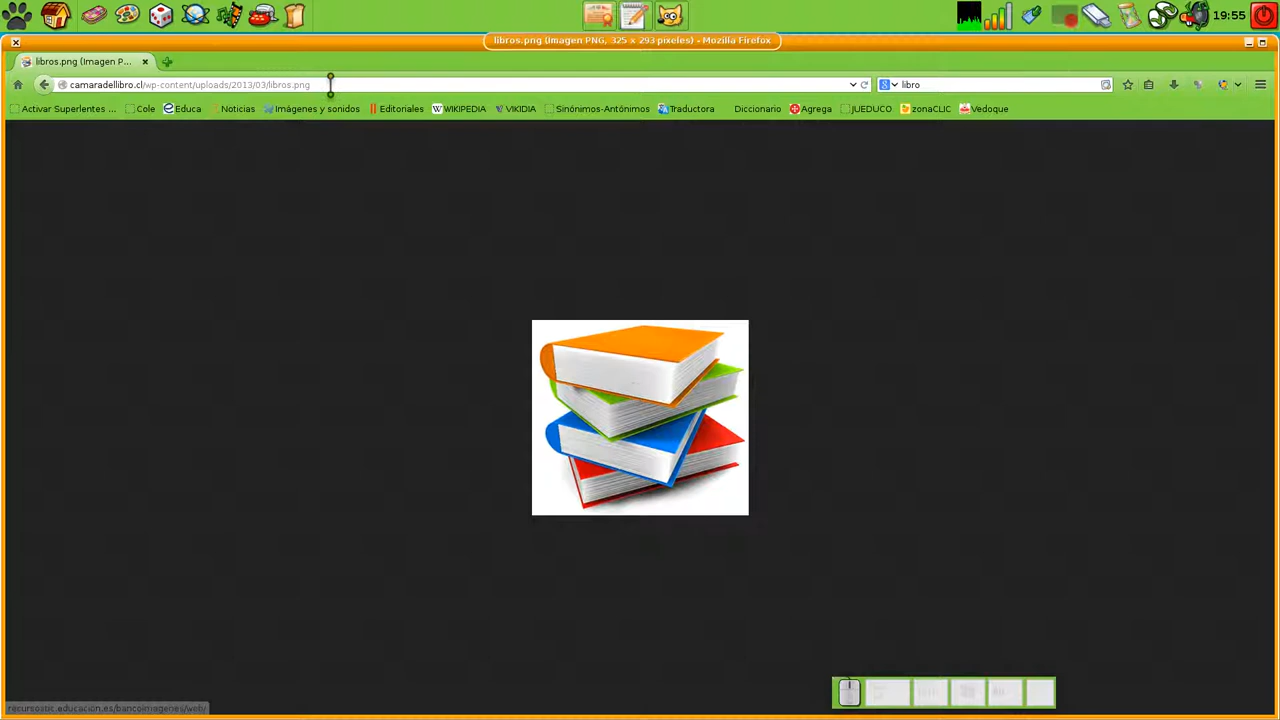 19:55
libros.png (Imagen PNG, 325 x 293 pixeles) - Mozilla Firefox
libros.png (Imagen P...
camaradellibro.cl/wp-content/uploads/2013/03/libros.png
libro
Activar Superlentes ... Cole Educa Noticias Imágenes y sonidos Editoriales WIKIPEDIA VIKIDIA Sinónimos-Antónimos Traductora Diccionario Agrega JUEDUCO zonaCLIC Vedoque
recursostic.educacion.es/bancoimagenes/web/